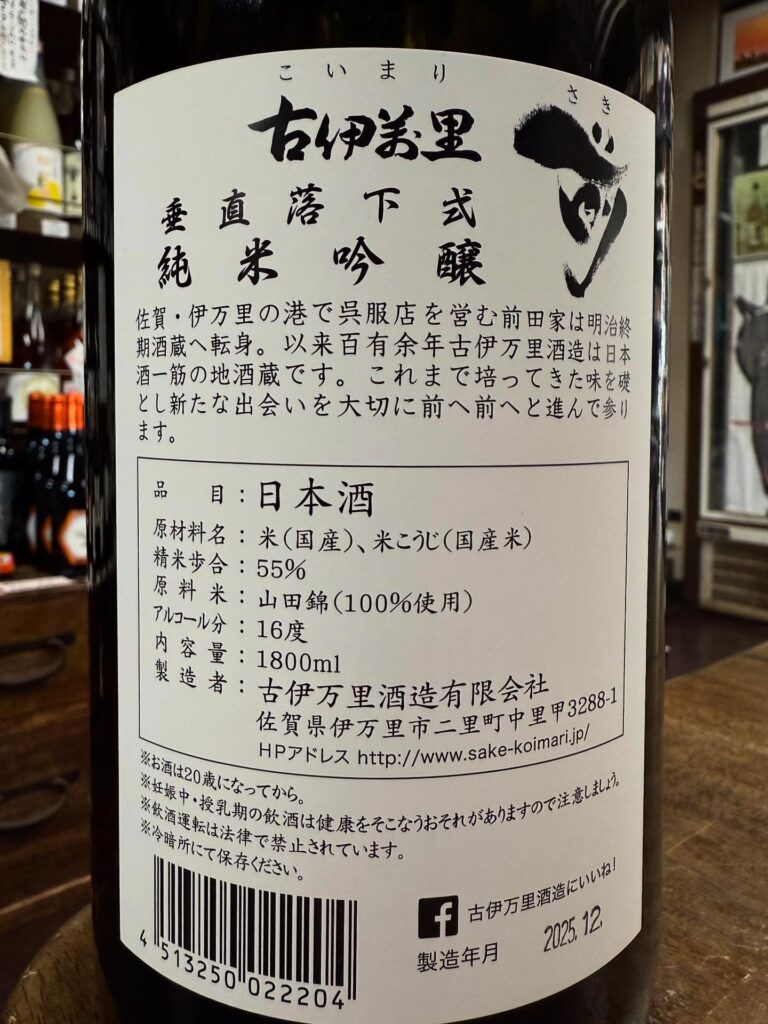 こいまり
さき
古伊萬里 前
垂直落下式
純米吟醸
佐賀・伊万里の港で呉服店を営む前田家は明治終
期酒蔵へ転身。以来百有余年古伊万里酒造は日本
酒一筋の地酒蔵です。これまで培ってきた味を礎
とし新たな出会いを大切に前へ前へと進んで参り
ます。
品目：日本酒
原材料名：米(国産)、米こうじ(国産米)
精米歩合：55%
原料米：山田錦(100%使用)
アルコール分：16度
内容量：1800ml
製造者：古伊万里酒造有限会社
佐賀県伊万里市二里町中里甲3288-1
HPアドレス http://www.sake-koimari.jp/
※お酒は20歳になってから。
※妊娠中・授乳期の飲酒は健康をそこなうおそれがありますので注意しましょう。
※飲酒運転は法律で禁止されています。
※冷暗所にて保存ください。
古伊万里酒造にいいね!
製造年月 2025.12.
4 513250 022204